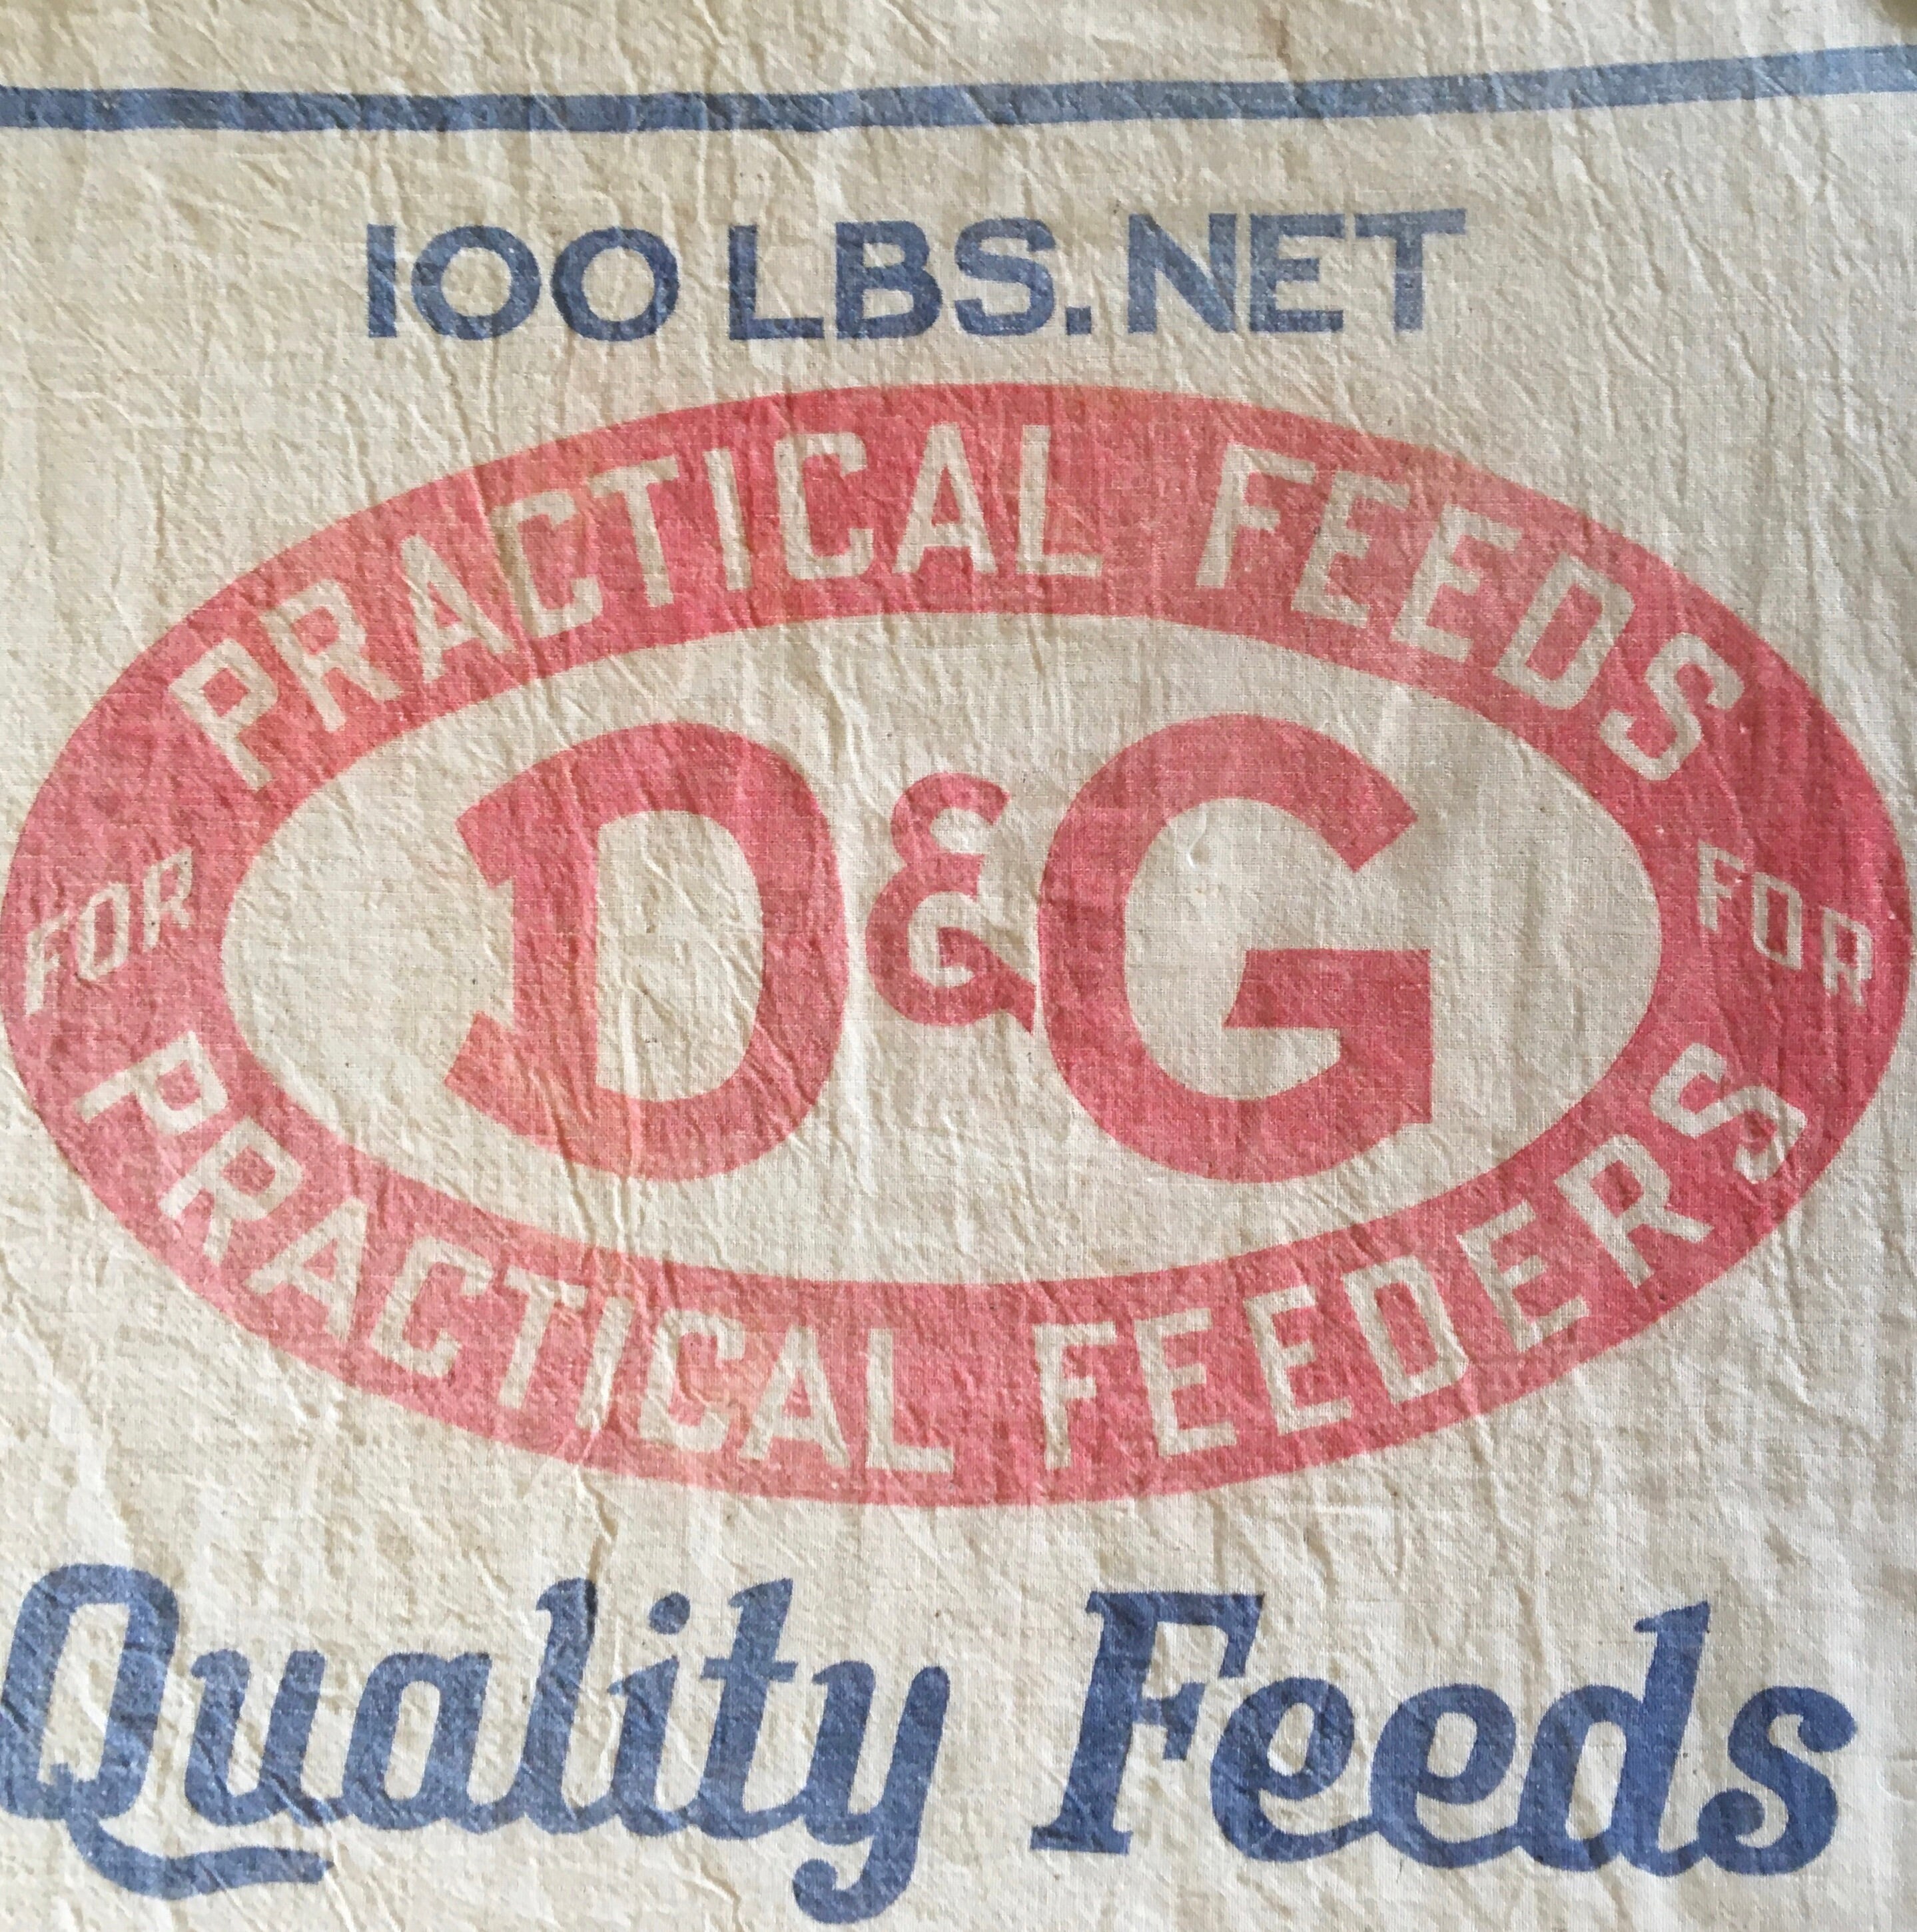 100 LBS. NET
PRACTICAL FEEDS
FOR FOR
D&G
PRACTICAL FEEDERS
Quality Feeds